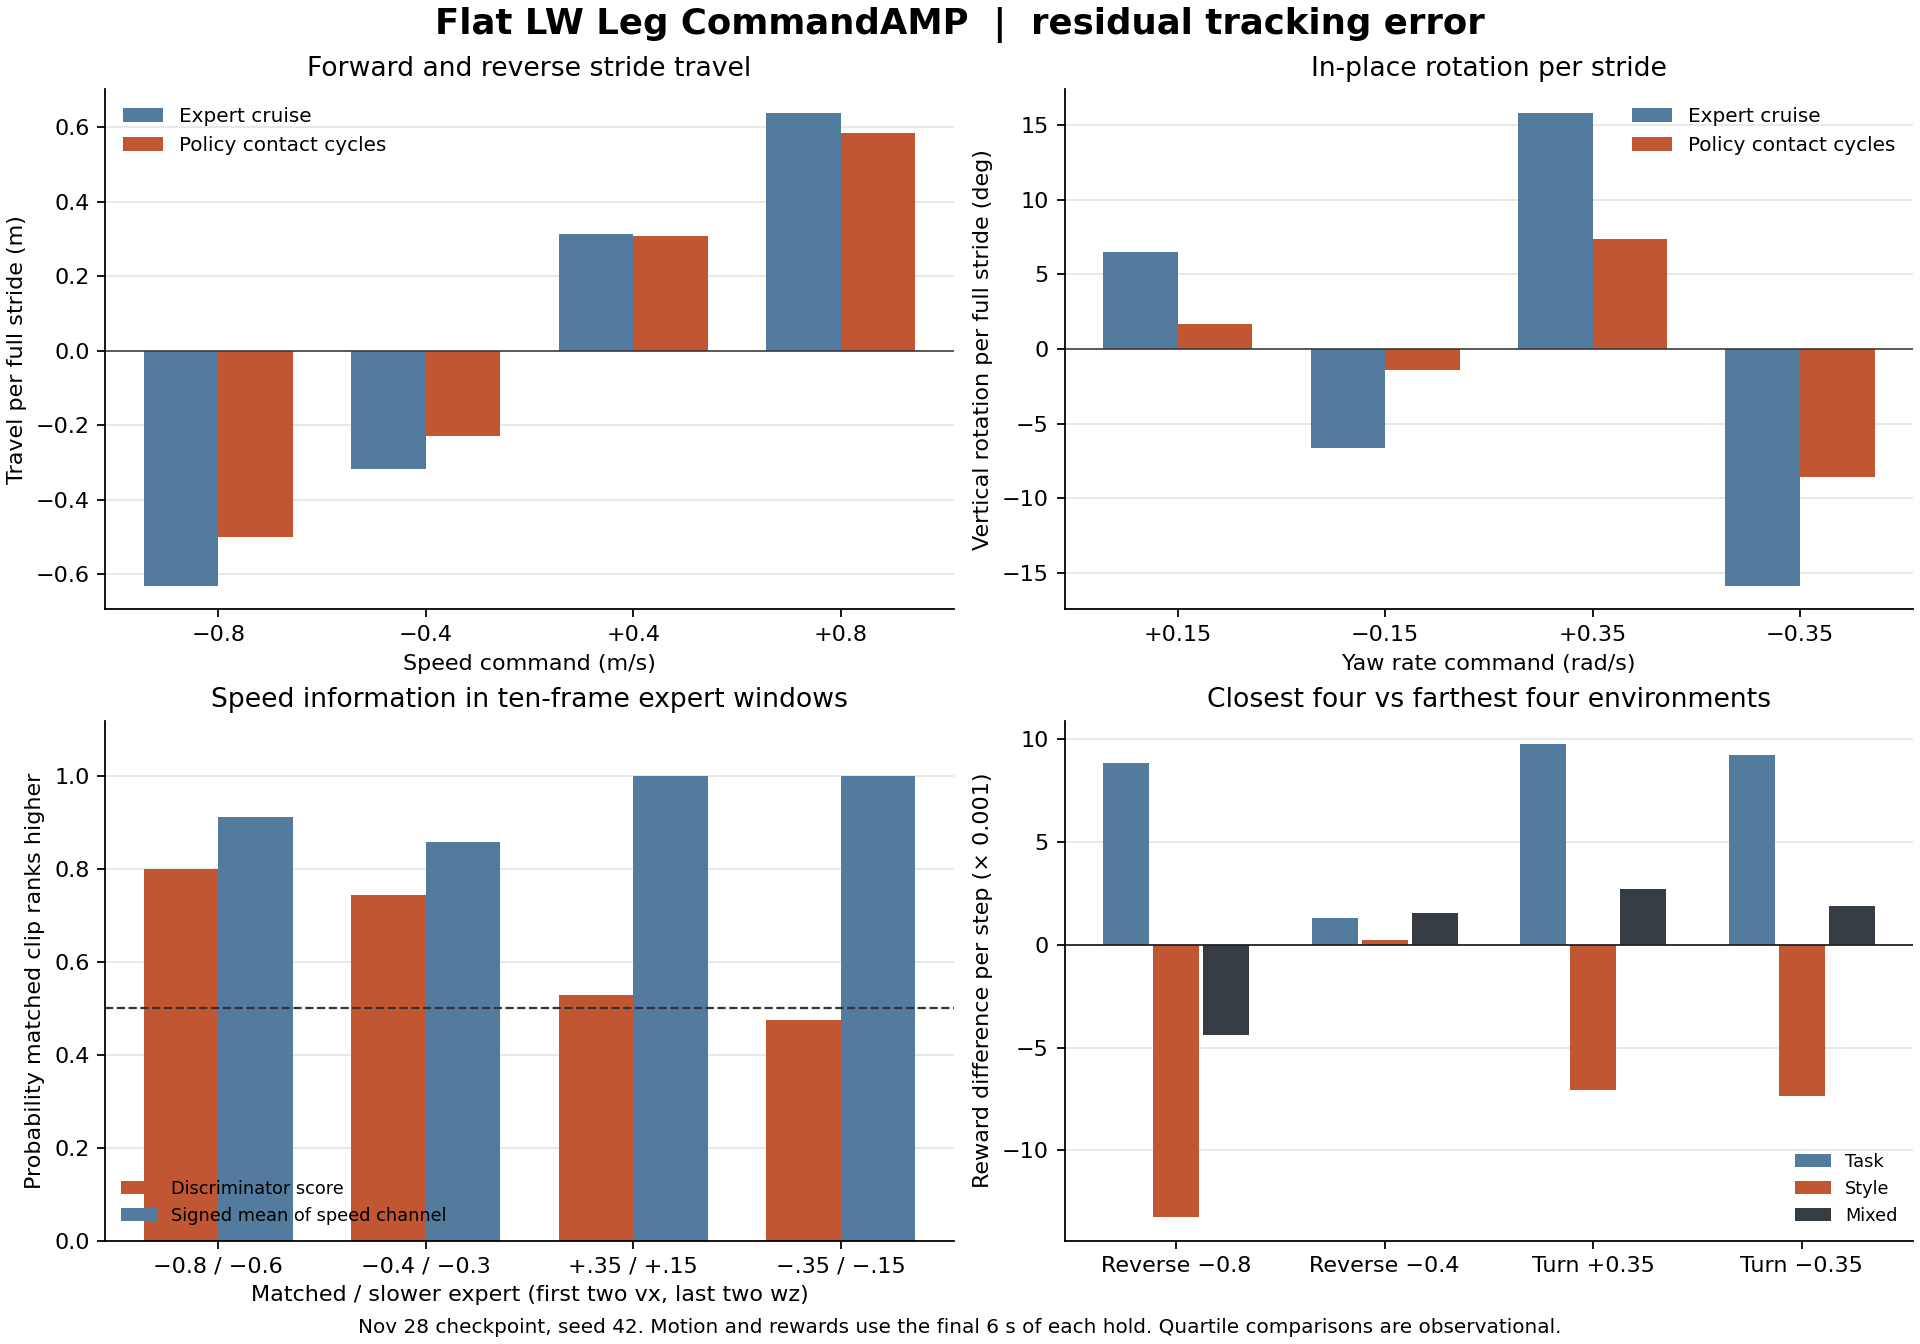 Flat LW Leg CommandAMP | residual tracking error
Forward and reverse stride travel
Expert cruise
Policy contact cycles
Travel per full stride (m)
0.6
0.4
0.2
0.0
−0.2
−0.4
−0.6
−0.8
−0.4
+0.4
+0.8
Speed command (m/s)
In-place rotation per stride
Expert cruise
Policy contact cycles
Vertical rotation per full stride (deg)
15
10
5
0
−5
−10
−15
+0.15
−0.15
+0.35
−0.35
Yaw rate command (rad/s)
Speed information in ten-frame expert windows
Probability matched clip ranks higher
1.0
0.8
0.6
0.4
0.2
0.0
Discriminator score
Signed mean of speed channel
−0.8 / −0.6
−0.4 / −0.3
+.35 / +.15
−.35 / −.15
Matched / slower expert (first two vx, last two wz)
Closest four vs farthest four environments
Reward difference per step (× 0.001)
10
5
0
−5
−10
Task
Style
Mixed
Reverse −0.8
Reverse −0.4
Turn +0.35
Turn −0.35
Nov 28 checkpoint, seed 42. Motion and rewards use the final 6 s of each hold. Quartile comparisons are observational.